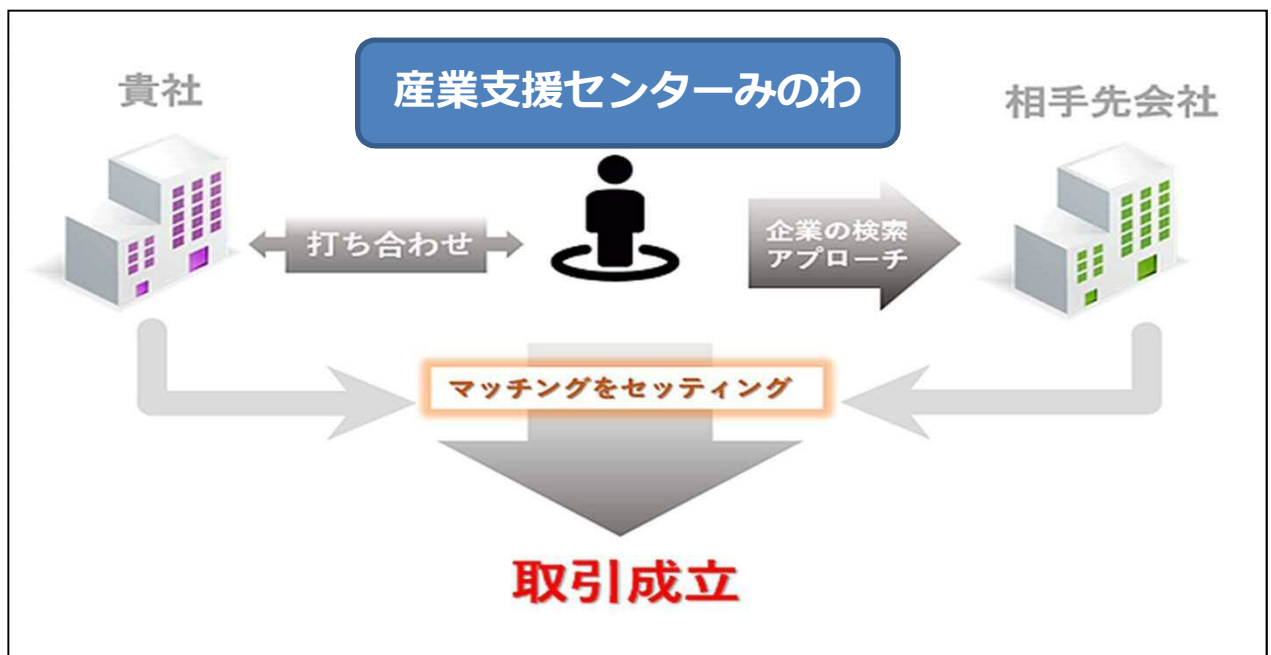 産業支援センターみのわ
貴社
相手先会社
打ち合わせ
企業の検索
アプローチ
マッチングをセッティング
取引成立